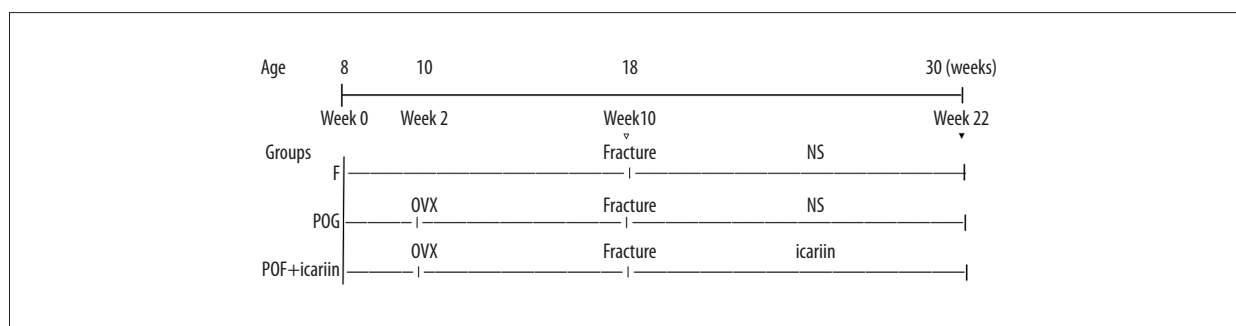 Age 8 10 18 30 (weeks)
Week 0 Week 2 Week10 Week 22
Groups
Fracture NS
F
OVX Fracture NS
POG
OVX Fracture icariin
POF+icariin